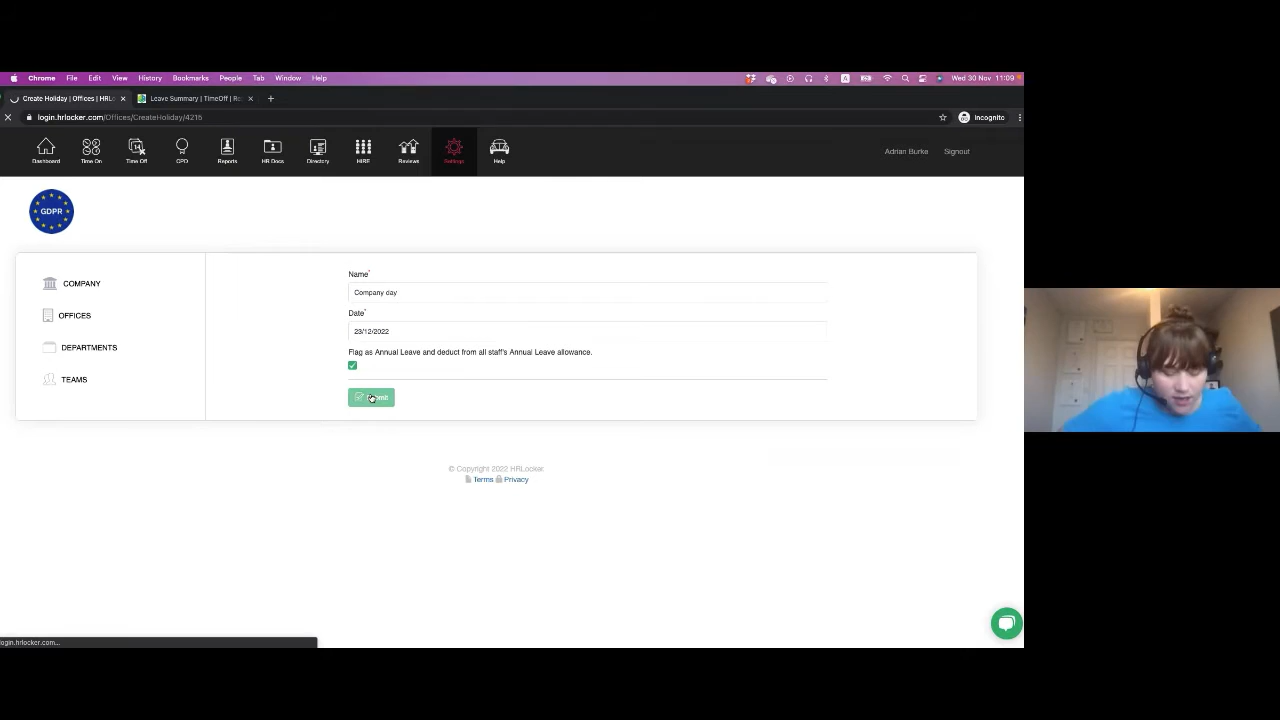 Chrome File Edit View History Bookmarks People Tab Window Help
A
Wed 30 Nov 11:09
Create Holiday | Offices | HRLo
Leave Summary | TimeOff | R
login.hrlocker.com/Offices/CreateHoliday/4215
Incognito
Dashboard Time On Time Off CPD Reports HR Docs Directory HIRE Reviews Settings Help
Adrian Burke Signout
GDPR
COMPANY
OFFICES
DEPARTMENTS
TEAMS
Name*
Company day
Date*
23/12/2022
Flag as Annual Leave and deduct from all staff's Annual Leave allowance.
© Copyright 2022 HRLocker.
Terms Privacy
login.hrlocker.com...